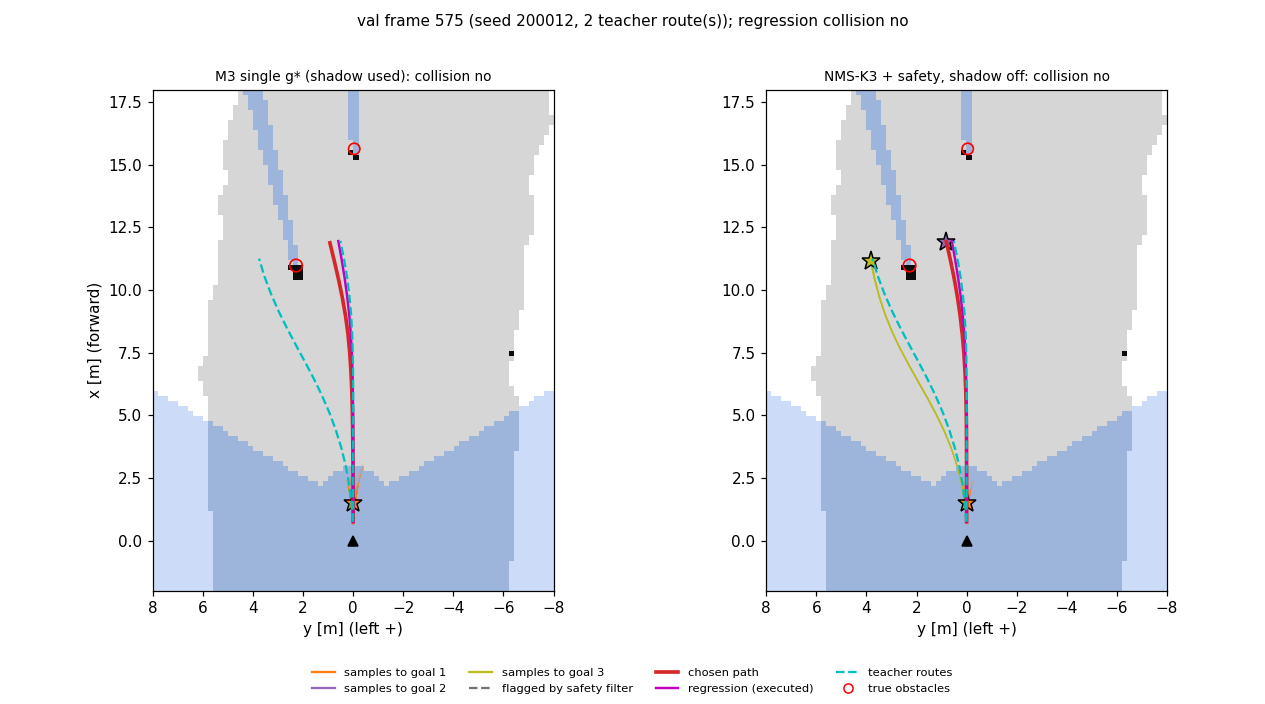 val frame 575 (seed 200012, 2 teacher route(s)); regression collision no
M3 single g* (shadow used): collision no
NMS-K3 + safety, shadow off: collision no
17.5
15.0
12.5
10.0
7.5
5.0
2.5
0.0
x [m] (forward)
8 6 4 2 0 −2 −4 −6 −8
y [m] (left +)
17.5
15.0
12.5
10.0
7.5
5.0
2.5
0.0
8 6 4 2 0 −2 −4 −6 −8
y [m] (left +)
samples to goal 1
samples to goal 2
samples to goal 3
flagged by safety filter
chosen path
regression (executed)
teacher routes
true obstacles